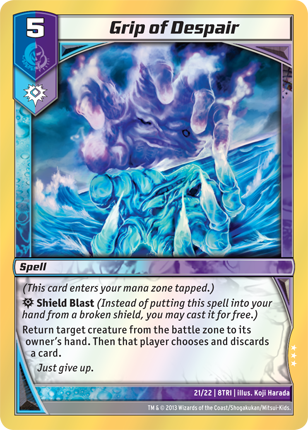 5
Grip of Despair
Spell
(This card enters your mana zone tapped.)
Shield Blast (Instead of putting this spell into your
hand from a broken shield, you may cast it for free.)
Return target creature from the battle zone to its
owner's hand. Then that player chooses and discards
a card.
Just give up.
21/22 | 8TRI | illus. Koji Harada
TM & © 2013 Wizards of the Coast/Shogakukan/Mitsui-Kids.